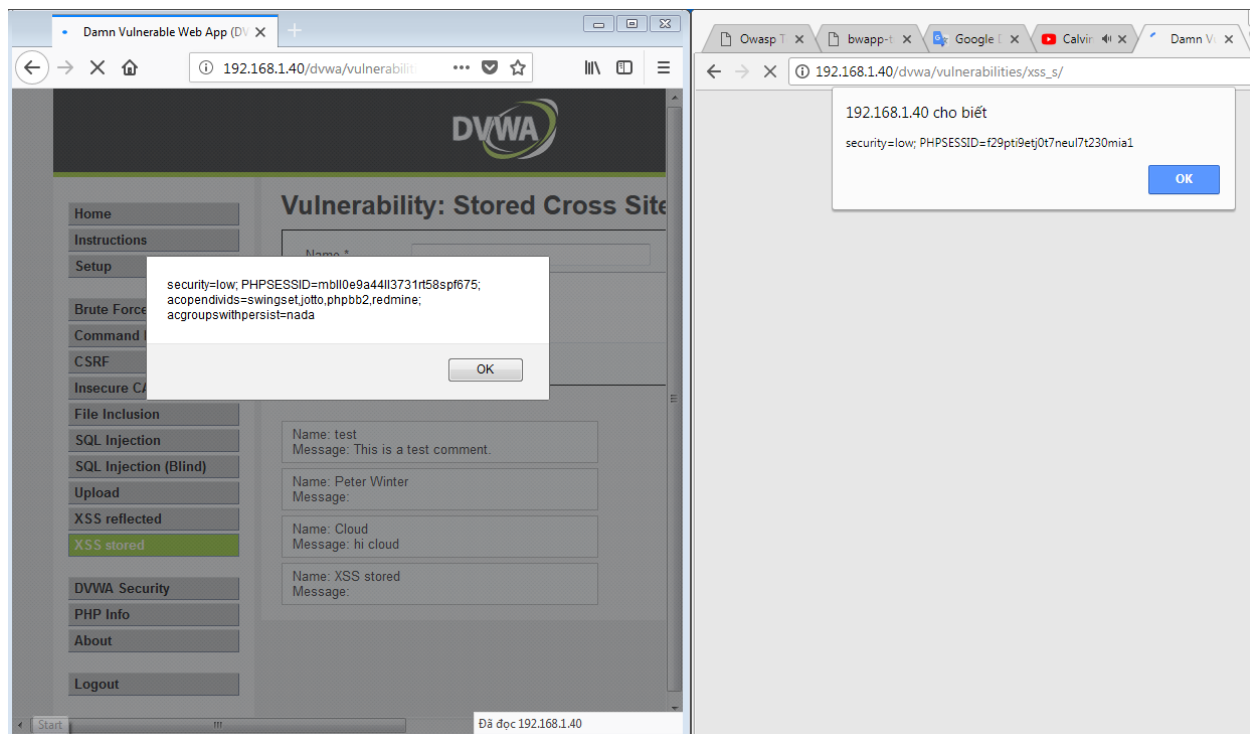 Damn Vulnerable Web App (DV
192.168.1.40/dvwa/vulnerabiliti
DVWA
Home
Instructions
Setup
Brute Force
Command
CSRF
Insecure CA
File Inclusion
SQL Injection
SQL Injection (Blind)
Upload
XSS reflected
XSS stored
DVWA Security
PHP Info
About
Logout
Vulnerability: Stored Cross Site
Name *
security=low; PHPSESSID=mbll0e9a44ll3731rt58spf675;
acopendivids=swingset,jotto,phpbb2,redmine;
acgroupswithpersist=nada
OK
Name: test
Message: This is a test comment.
Name: Peter Winter
Message:
Name: Cloud
Message: hi cloud
Name: XSS stored
Message:
Start
Đã đọc 192.168.1.40
Owasp T
bwapp-t
Google D
Calvin
Damn Vu
192.168.1.40/dvwa/vulnerabilities/xss_s/
192.168.1.40 cho biết
security=low; PHPSESSID=f29pti9etj0t7neul7t230mia1
OK